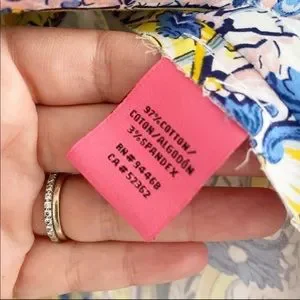 97%COTTON/
COTON/ALGODÓN
3%SPANDEX
RN#94468
CA#52362